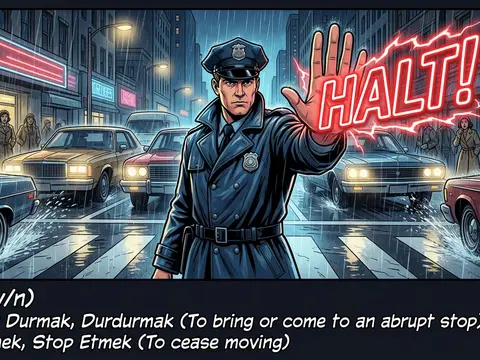 HALT!
/n)
Durmak, Durdurmak (To bring or come to an abrupt stop)
Stop Etmek (To cease moving)